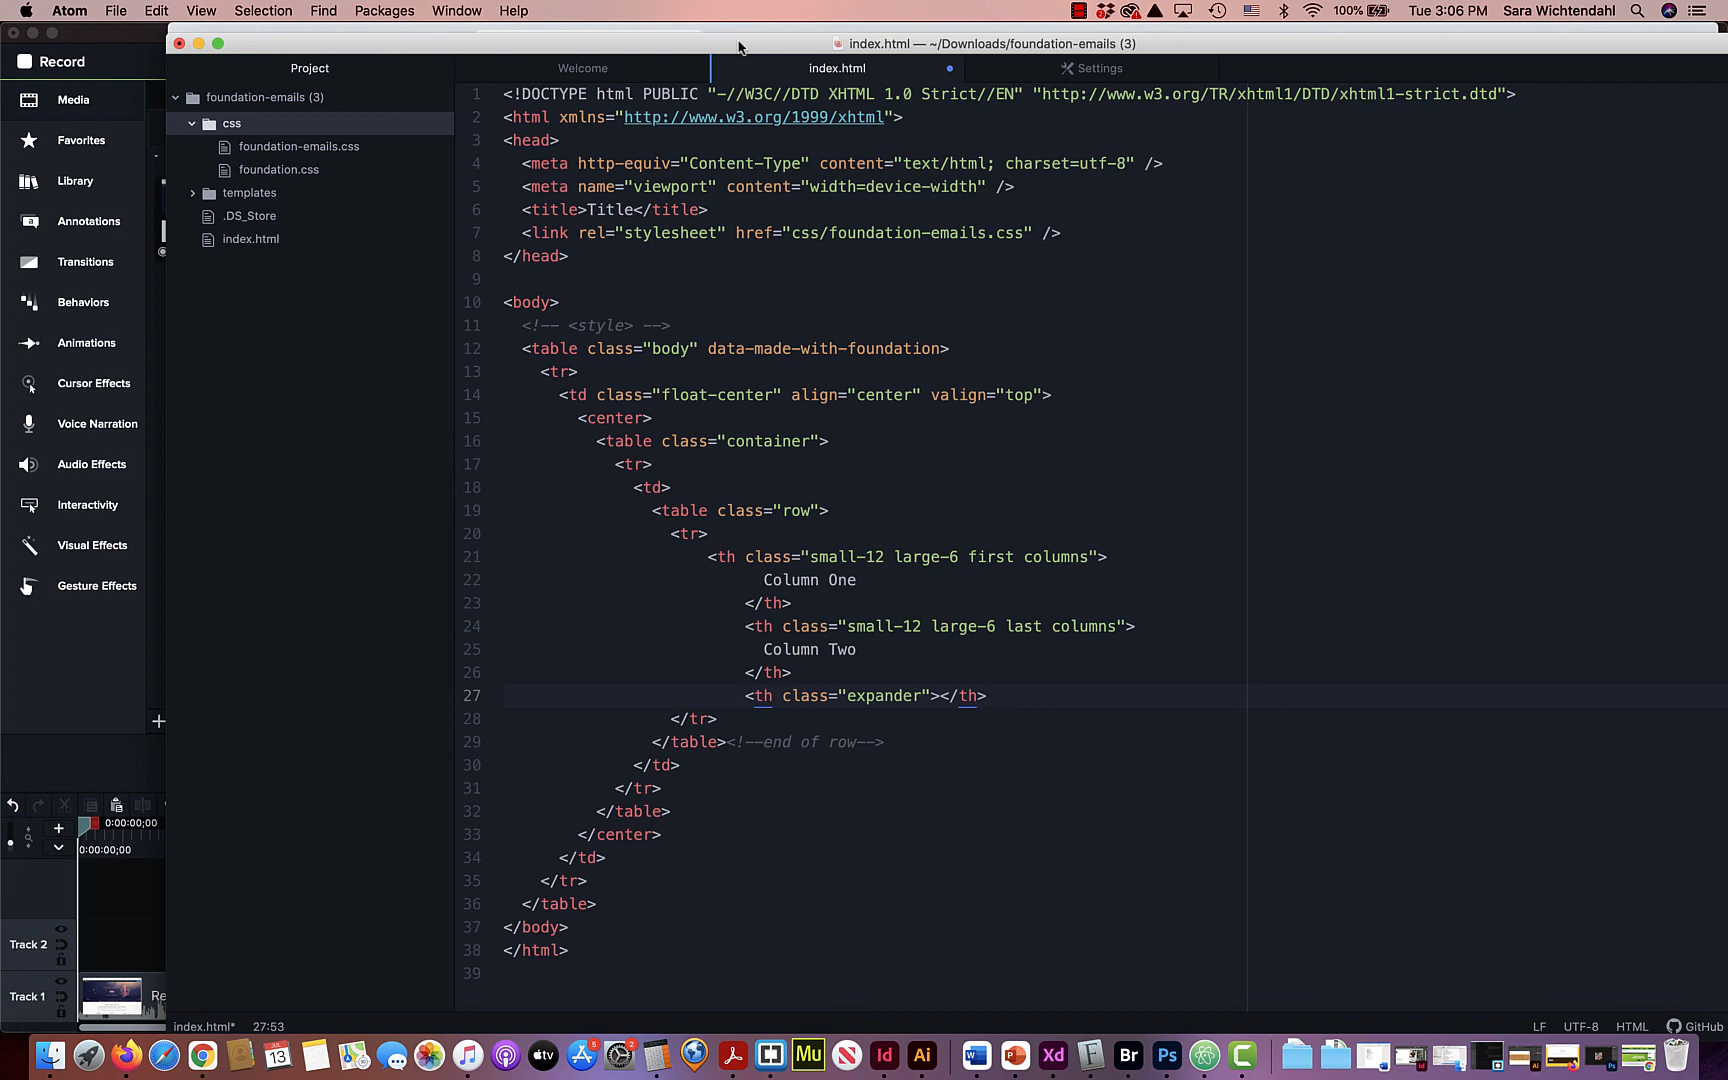 Atom File Edit View Selection Find Packages Window Help 100% Tue 3:06 PM Sara Wichtendahl
index.html — ~/Downloads/foundation-emails (3)
Record
Media
Favorites
Library
Annotations
Transitions
Behaviors
Animations
Cursor Effects
Voice Narration
Audio Effects
Interactivity
Visual Effects
Gesture Effects
0:00:00;00
0:00:00;00
Track 2
Track 1
Re
Project
foundation-emails (3)
css
foundation-emails.css
foundation.css
templates
.DS_Store
index.html
Welcome index.html Settings
1 <!DOCTYPE html PUBLIC "-//W3C//DTD XHTML 1.0 Strict//EN" "http://www.w3.org/TR/xhtml1/DTD/xhtml1-strict.dtd">
2 <html xmlns="http://www.w3.org/1999/xhtml">
3 <head>
4 <meta http-equiv="Content-Type" content="text/html; charset=utf-8" />
5 <meta name="viewport" content="width=device-width" />
6 <title>Title</title>
7 <link rel="stylesheet" href="css/foundation-emails.css" />
8 </head>
9
10 <body>
11 <!-- <style> -->
12 <table class="body" data-made-with-foundation>
13 <tr>
14 <td class="float-center" align="center" valign="top">
15 <center>
16 <table class="container">
17 <tr>
18 <td>
19 <table class="row">
20 <tr>
21 <th class="small-12 large-6 first columns">
22 Column One
23 </th>
24 <th class="small-12 large-6 last columns">
25 Column Two
26 </th>
27 <th class="expander"></th>
28 </tr>
29 </table><!--end of row-->
30 </td>
31 </tr>
32 </table>
33 </center>
34 </td>
35 </tr>
36 </table>
37 </body>
38 </html>
39
index.html* 27:53 LF UTF-8 HTML GitHub
JUL
13
tv
5
2
Mu
Id
Ai
W
P
Xd
F
Br
Ps
C